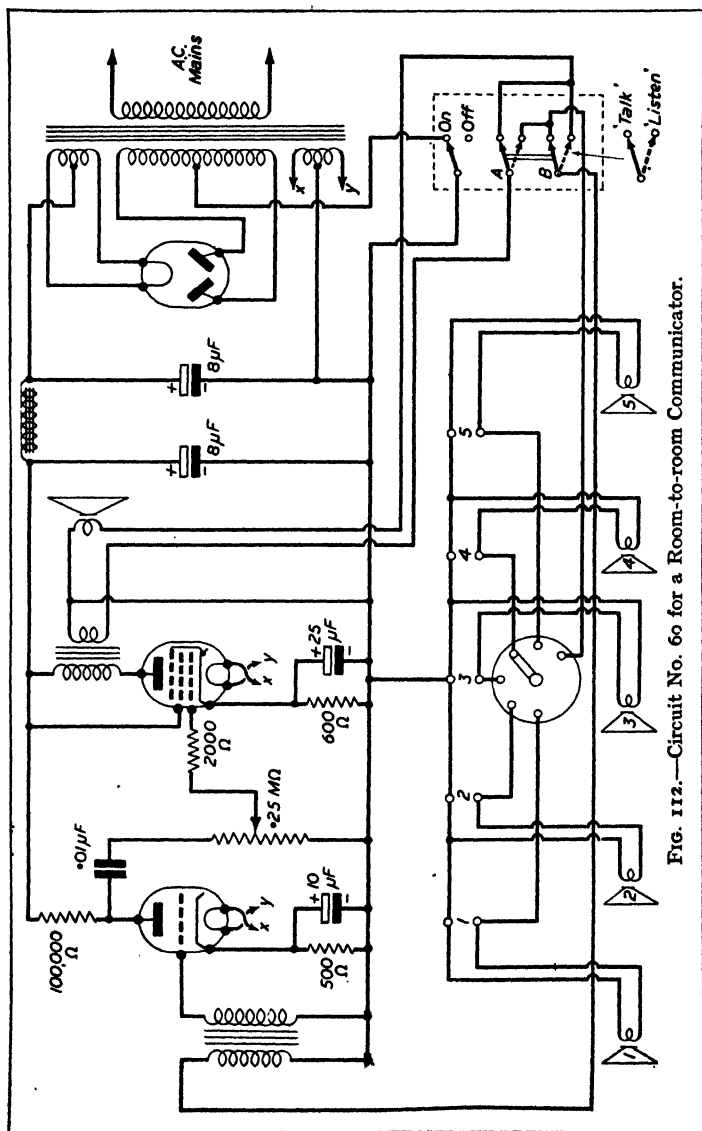 100,000
Ω
·01μF
·25 MΩ
2000
Ω
500
Ω
+10
μF
−
x y
600
Ω
+25
μF
−
x y
+
−
8μF
+
−
8μF
A.C.
Mains
x
y
On
Off
A
B
'Talk'
'Listen'
1
2
3
4
5
1
2
3
4
5
FIG. 112.—Circuit No. 60 for a Room-to-room Communicator.